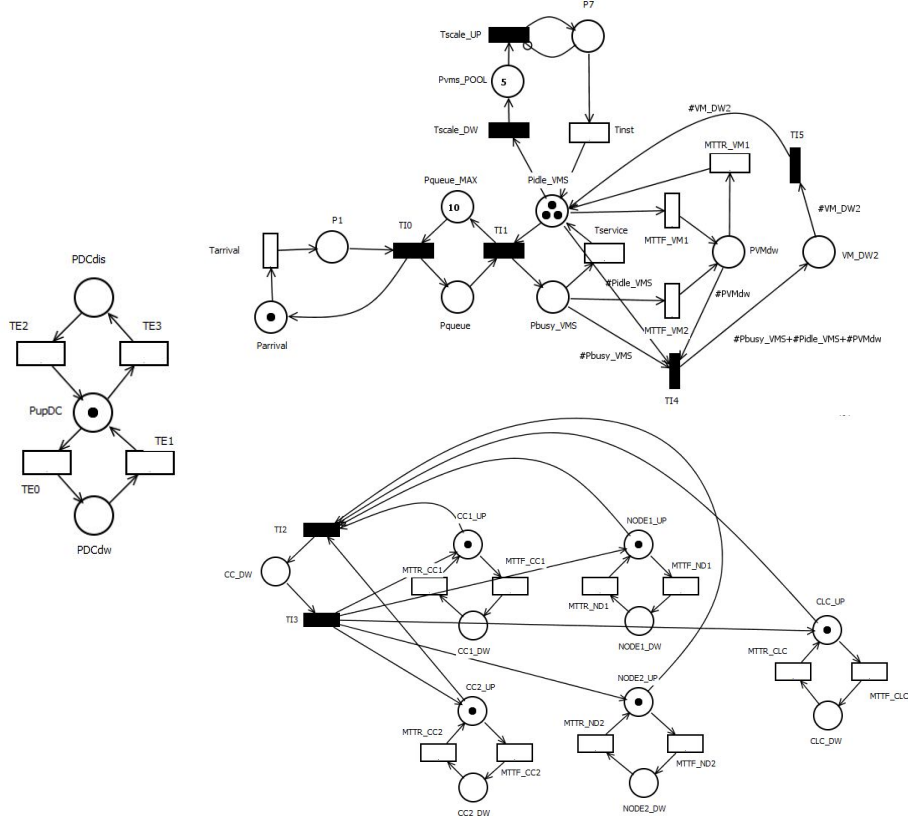 P7
Tscale_UP
Pvms_POOL
5
#VM_DW2
Tscale_DW
Tinst
TI5
MTTR_VM1
Pqueue_MAX
Pidle_VMS
10
P1
TI0
TI1
Tservice
MTTF_VM1
#VM_DW2
Tarrival
PVMdw
VM_DW2
#Pidle_VMS
#PVMdw
Parrival
Pqueue
Pbusy_VMS
MTTF_VM2
#Pbusy_VMS
#Pbusy_VMS+#Pidle_VMS+#PVMdw
TI4
PDCdis
TE2
TE3
PupDC
TE1
TE0
PDCdw
TI2
CC1_UP
NODE1_UP
CC_DW
MTTR_CC1
MTTF_CC1
MTTF_ND1
MTTR_ND1
TI3
CC1_DW
NODE1_DW
CLC_UP
MTTR_CLC
MTTF_CLC
CLC_DW
CC2_UP
NODE2_UP
MTTR_CC2
MTTF_CC2
CC2_DW
MTTR_ND2
MTTF_ND2
NODE2_DW